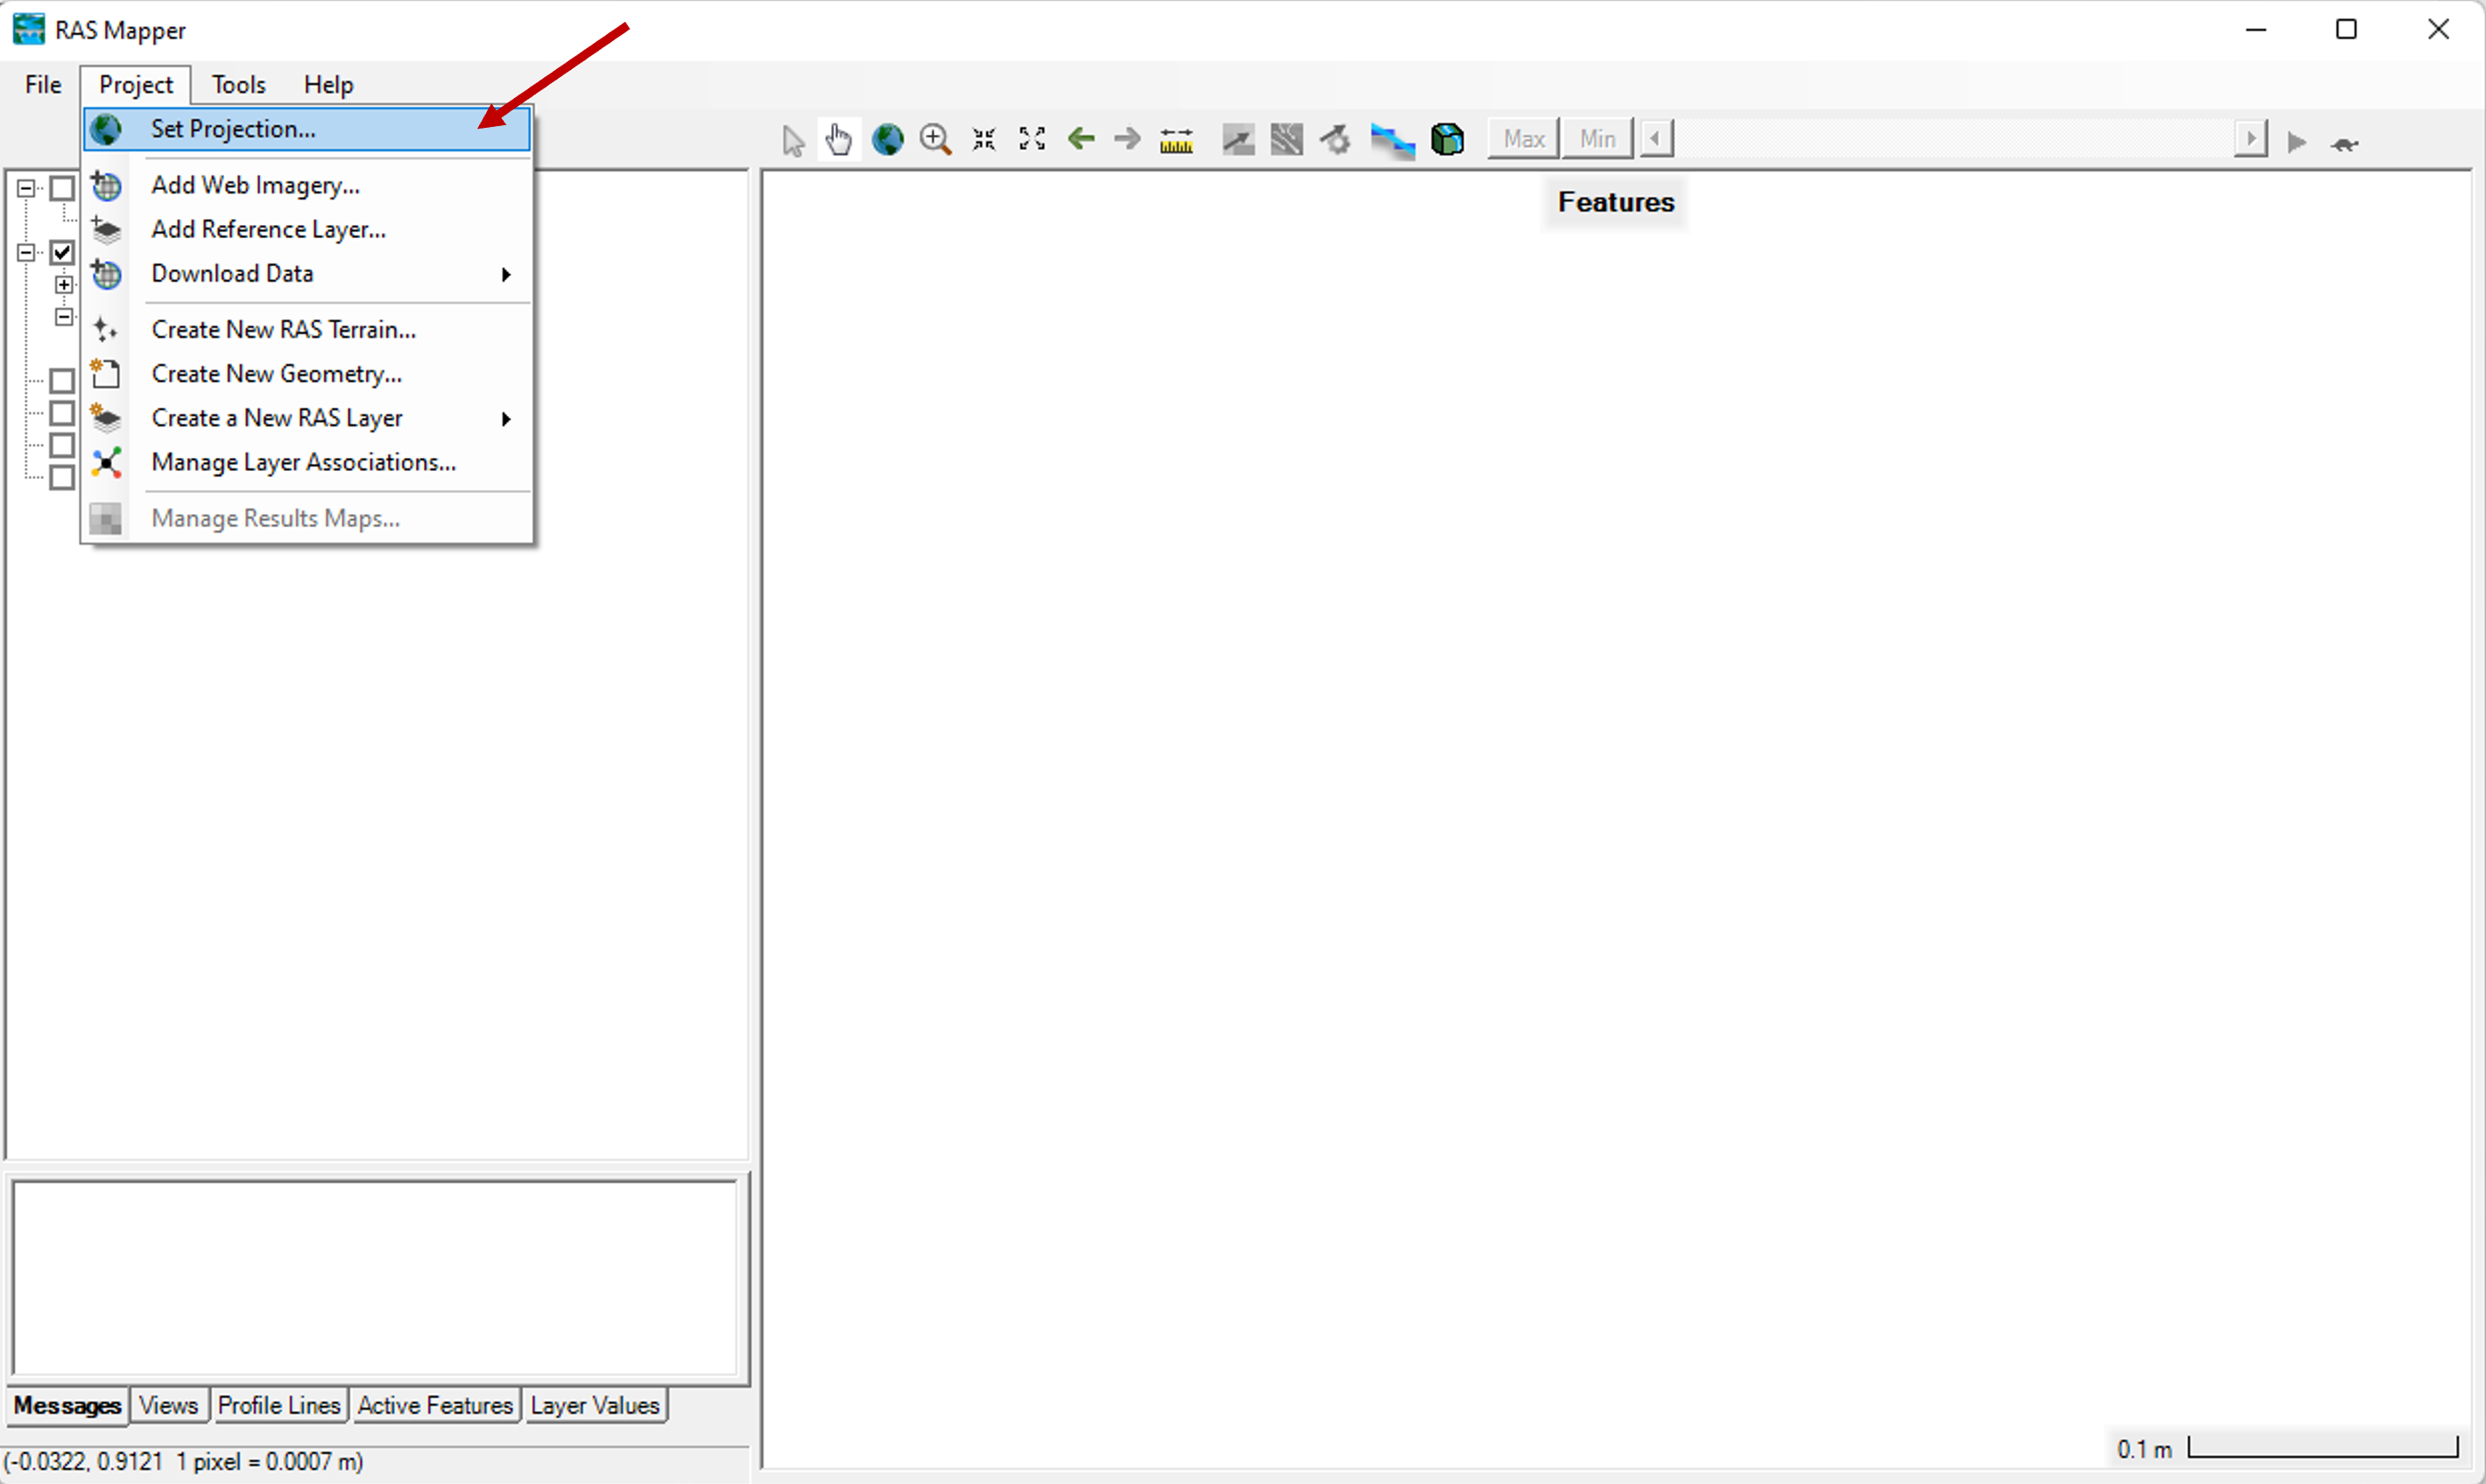 RAS Mapper
File Project Tools Help
Set Projection...
Max Min
Add Web Imagery...
Features
Add Reference Layer...
Download Data
Create New RAS Terrain...
Create New Geometry...
Create a New RAS Layer
Manage Layer Associations...
Manage Results Maps...
Messages Views Profile Lines Active Features Layer Values
0.1 m
(-0.0322, 0.9121 1 pixel = 0.0007 m)